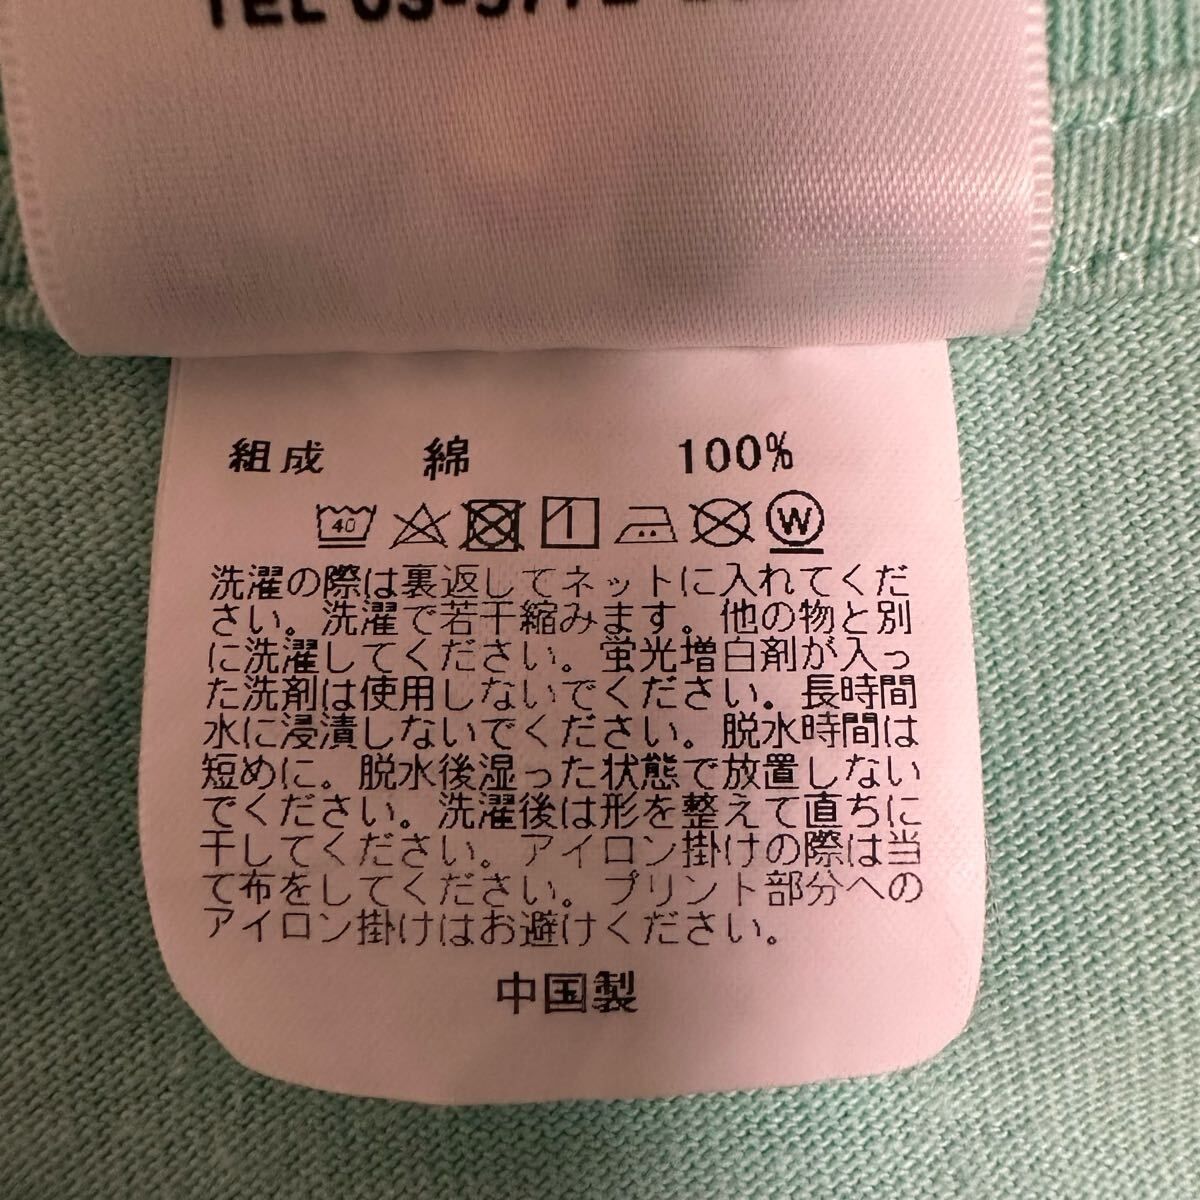 TEL 03-
組成 綿 100%
40 W
洗濯の際は裏返してネットに入れてくだ
さい。洗濯で若干縮みます。他の物と別
に洗濯してください。蛍光増白剤が入っ
た洗剤は使用しないでください。長時間
水に浸漬しないでください。脱水時間は
短めに。脱水後湿った状態で放置しない
でください。洗濯後は形を整えて直ちに
干してください。アイロン掛けの際は当
て布をしてください。プリント部分への
アイロン掛けはお避けください。
中国製